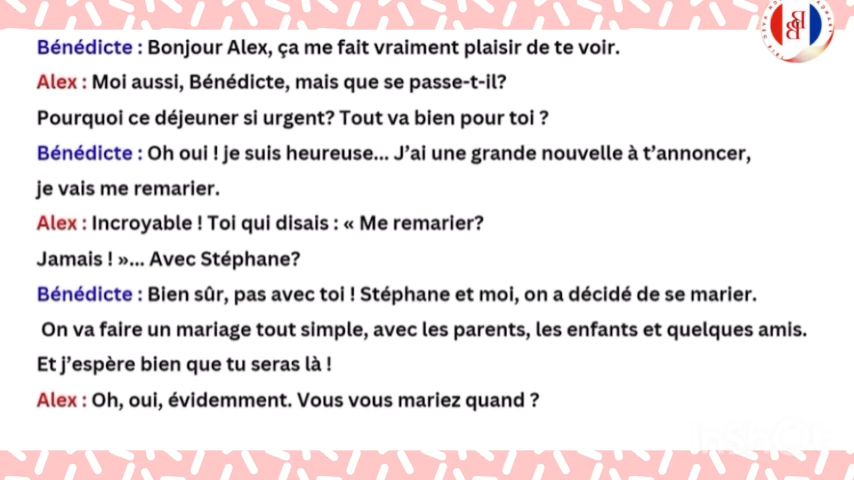 Bénédicte : Bonjour Alex, ça me fait vraiment plaisir de te voir.
Alex : Moi aussi, Bénédicte, mais que se passe-t-il?
Pourquoi ce déjeuner si urgent? Tout va bien pour toi ?
Bénédicte : Oh oui ! je suis heureuse... J’ai une grande nouvelle à t’annoncer,
je vais me remarier.
Alex : Incroyable ! Toi qui disais : « Me remarier?
Jamais ! »... Avec Stéphane?
Bénédicte : Bien sûr, pas avec toi ! Stéphane et moi, on a décidé de se marier.
On va faire un mariage tout simple, avec les parents, les enfants et quelques amis.
Et j’espère bien que tu seras là !
Alex : Oh, oui, évidemment. Vous vous mariez quand ?